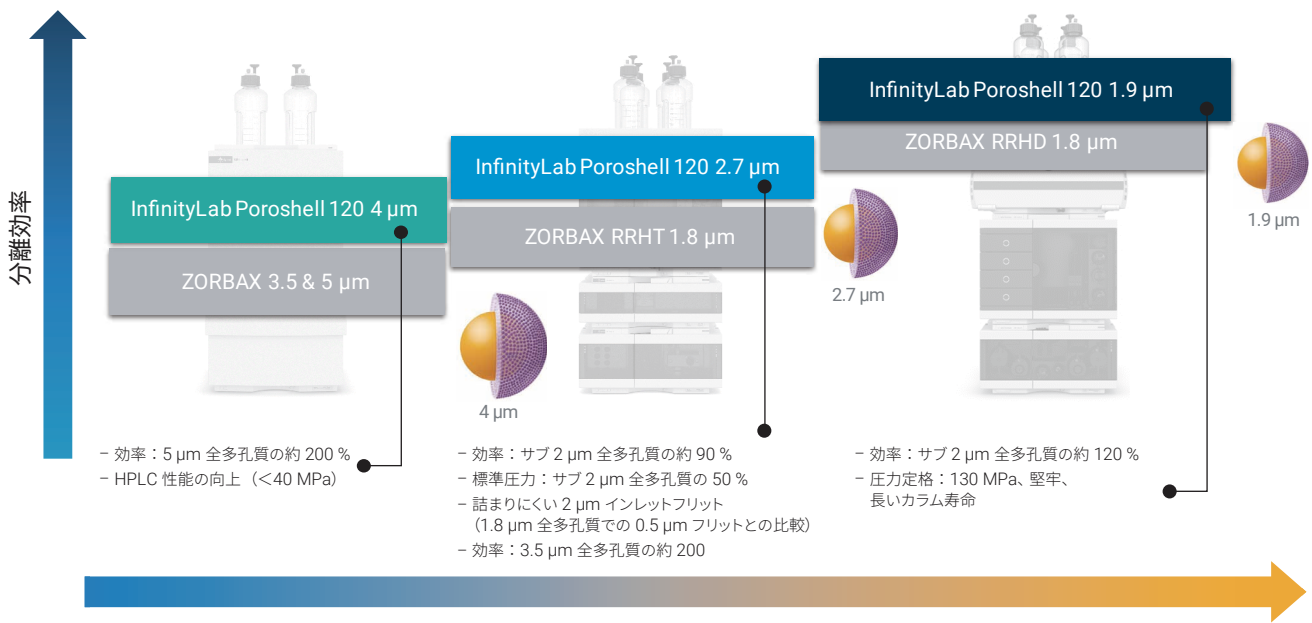 分離効率
InfinityLab Poroshell 120 4 µm
ZORBAX 3.5 & 5 µm
4 µm
– 効率：5 µm 全多孔質の約 200 %
– HPLC 性能の向上（<40 MPa）
InfinityLab Poroshell 120 2.7 µm
ZORBAX RRHT 1.8 µm
2.7 µm
– 効率：サブ 2 µm 全多孔質の約 90 %
– 標準圧力：サブ 2 µm 全多孔質の 50 %
– 詰まりにくい 2 µm インレットフリット
（1.8 µm 全多孔質での 0.5 µm フリットとの比較）
– 効率：3.5 µm 全多孔質の約 200
InfinityLab Poroshell 120 1.9 µm
ZORBAX RRHD 1.8 µm
1.9 µm
– 効率：サブ 2 µm 全多孔質の約 120 %
– 圧力定格：130 MPa、堅牢、
長いカラム寿命